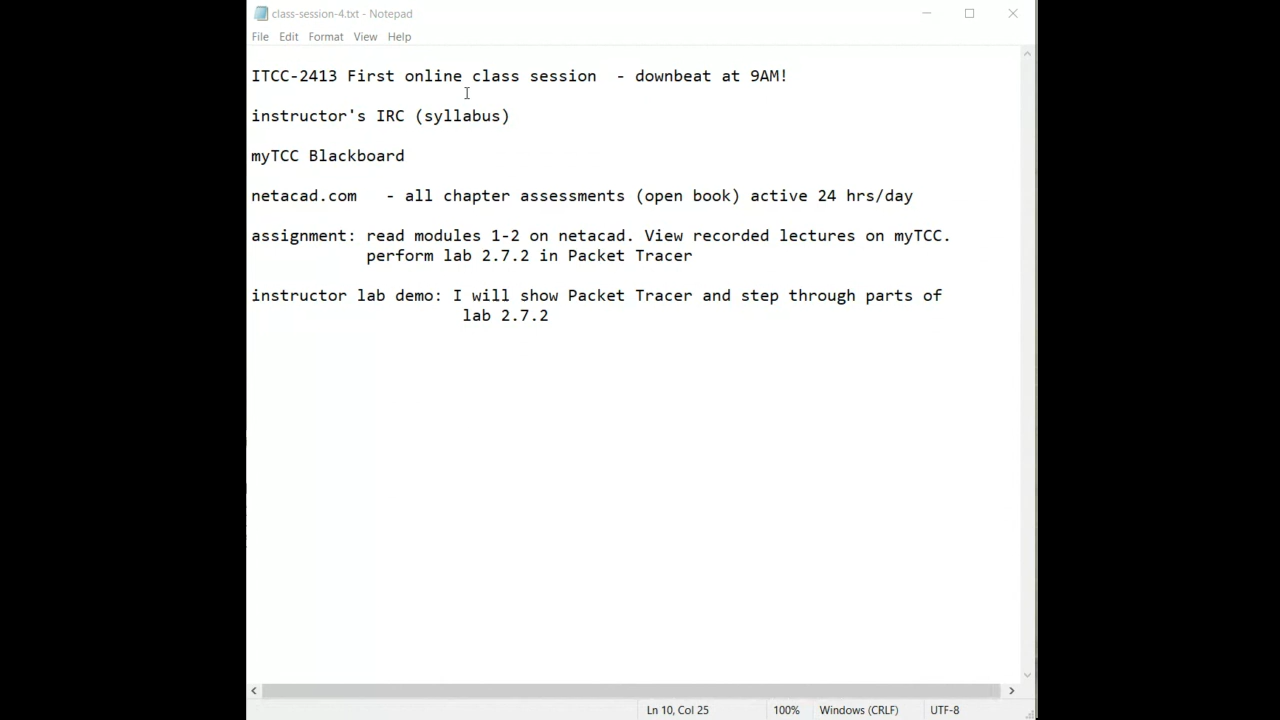 class-session-4.txt - Notepad
File Edit Format View Help
ITCC-2413 First online class session  - downbeat at 9AM!
instructor's IRC (syllabus)
myTCC Blackboard
netacad.com   - all chapter assessments (open book) active 24 hrs/day
assignment: read modules 1-2 on netacad. View recorded lectures on myTCC.
perform lab 2.7.2 in Packet Tracer
instructor lab demo: I will show Packet Tracer and step through parts of
lab 2.7.2
Ln 10, Col 25 100% Windows (CRLF) UTF-8